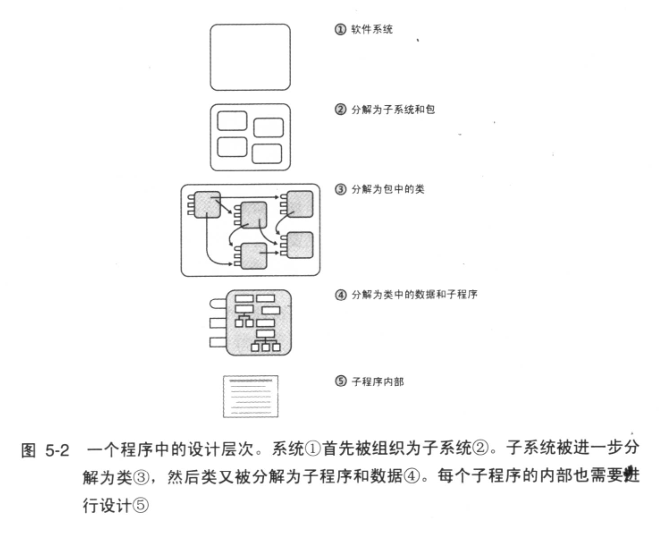 ① 软件系统
② 分解为子系统和包
③ 分解为包中的类
④ 分解为类中的数据和子程序
⑤ 子程序内部
图 5-2 一个程序中的设计层次。系统①首先被组织为子系统②。子系统被进一步分
解为类③，然后类又被分解为子程序和数据④。每个子程序的内部也需要进
行设计⑤